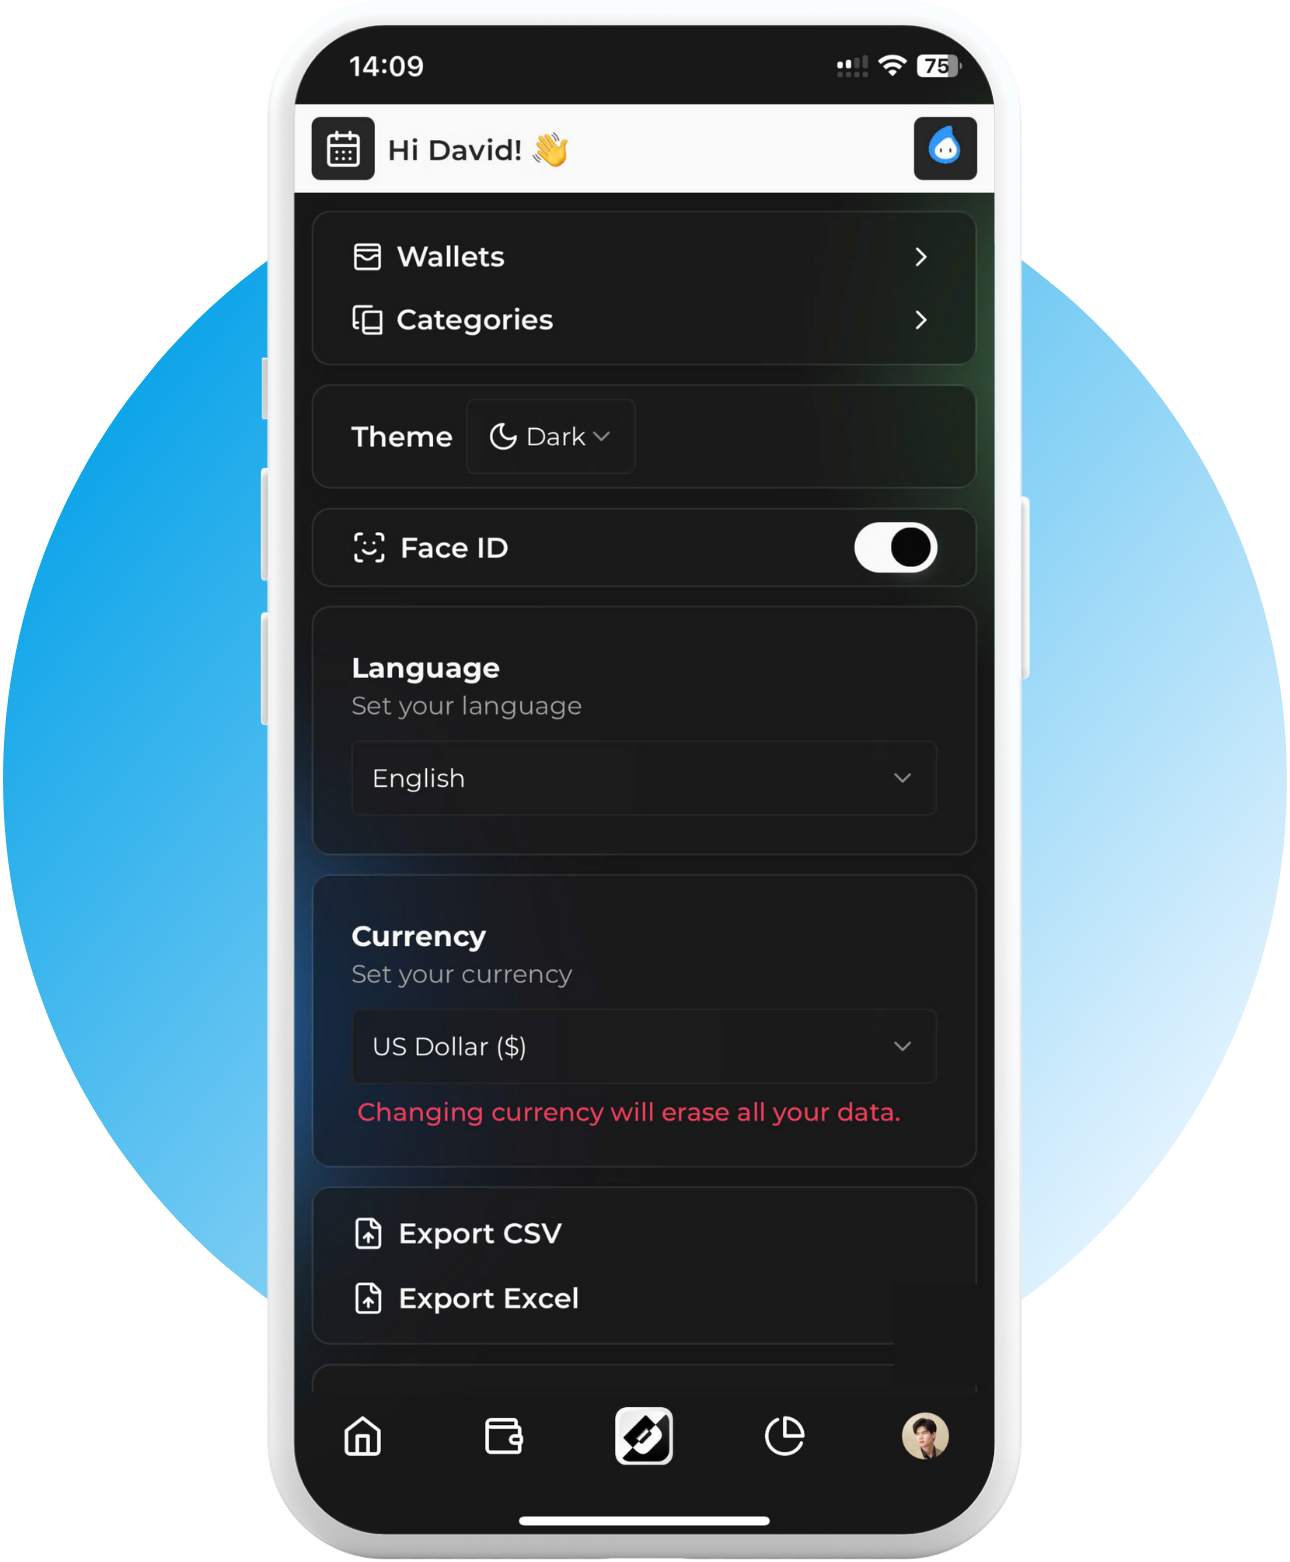 14:09
75
Hi David! 👋
Wallets
Categories
Theme
Dark
Face ID
Language
Set your language
English
Currency
Set your currency
US Dollar ($)
Changing currency will erase all your data.
Export CSV
Export Excel